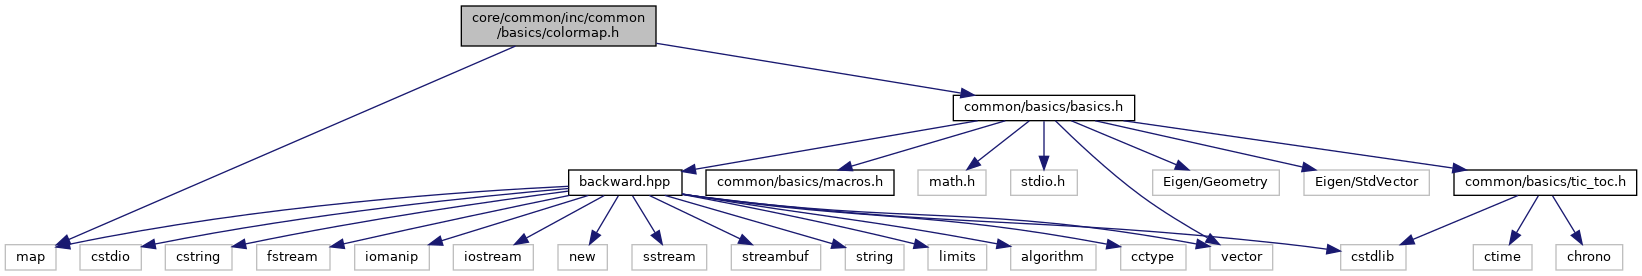 core/common/inc/common
/basics/colormap.h
common/basics/basics.h
backward.hpp
common/basics/macros.h
math.h
stdio.h
Eigen/Geometry
Eigen/StdVector
common/basics/tic_toc.h
map
cstdio
cstring
fstream
iomanip
iostream
new
sstream
streambuf
string
limits
algorithm
cctype
vector
cstdlib
ctime
chrono